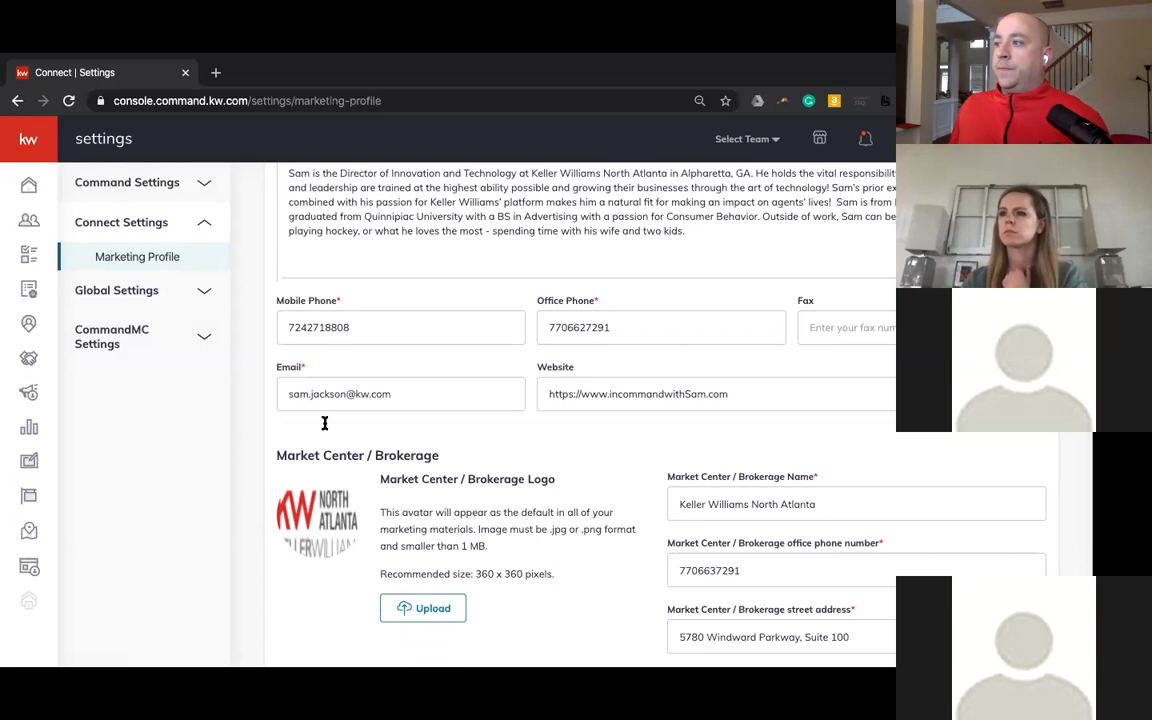 kw Connect | Settings
console.command.kw.com/settings/marketing-profile
kw settings Select Team
Command Settings
Connect Settings
Marketing Profile
Global Settings
CommandMC
Settings
Sam is the Director of Innovation and Technology at Keller Williams North Atlanta in Alpharetta, GA. He holds the vital responsibility
and leadership are trained at the highest ability possible and growing their businesses through the art of technology! Sam's prior ex
combined with his passion for Keller Williams' platform makes him a natural fit for making an impact on agents' lives! Sam is from
graduated from Quinnipiac University with a BS in Advertising with a passion for Consumer Behavior. Outside of work, Sam can be
playing hockey, or what he loves the most - spending time with his wife and two kids.
Mobile Phone* Office Phone* Fax
7242718808 7706627291 Enter your fax num
Email* Website
sam.jackson@kw.com https://www.incommandwithSam.com
Market Center / Brokerage
KW NORTH
ATLANTA
KELLERWILLIAMS
Market Center / Brokerage Logo
This avatar will appear as the default in all of your
marketing materials. Image must be .jpg or .png format
and smaller than 1 MB.
Recommended size: 360 x 360 pixels.
Upload
Market Center / Brokerage Name*
Keller Williams North Atlanta
Market Center / Brokerage office phone number*
7706637291
Market Center / Brokerage street address*
5780 Windward Parkway, Suite 100